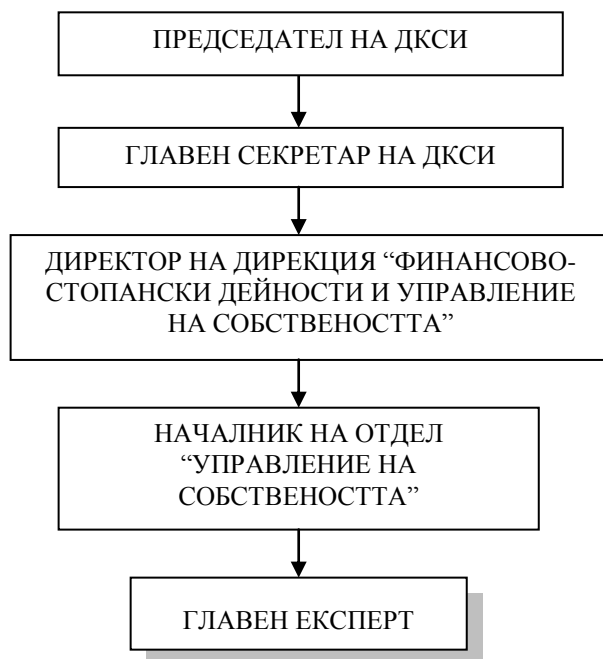 ПРЕДСЕДАТЕЛ НА ДКСИ
ГЛАВЕН СЕКРЕТАР НА ДКСИ
ДИРЕКТОР НА ДИРЕКЦИЯ “ФИНАНСОВО-
СТОПАНСКИ ДЕЙНОСТИ И УПРАВЛЕНИЕ
НА СОБСТВЕНОСТТА”
НАЧАЛНИК НА ОТДЕЛ
“УПРАВЛЕНИЕ НА
СОБСТВЕНОСТТА”
ГЛАВЕН ЕКСПЕРТ